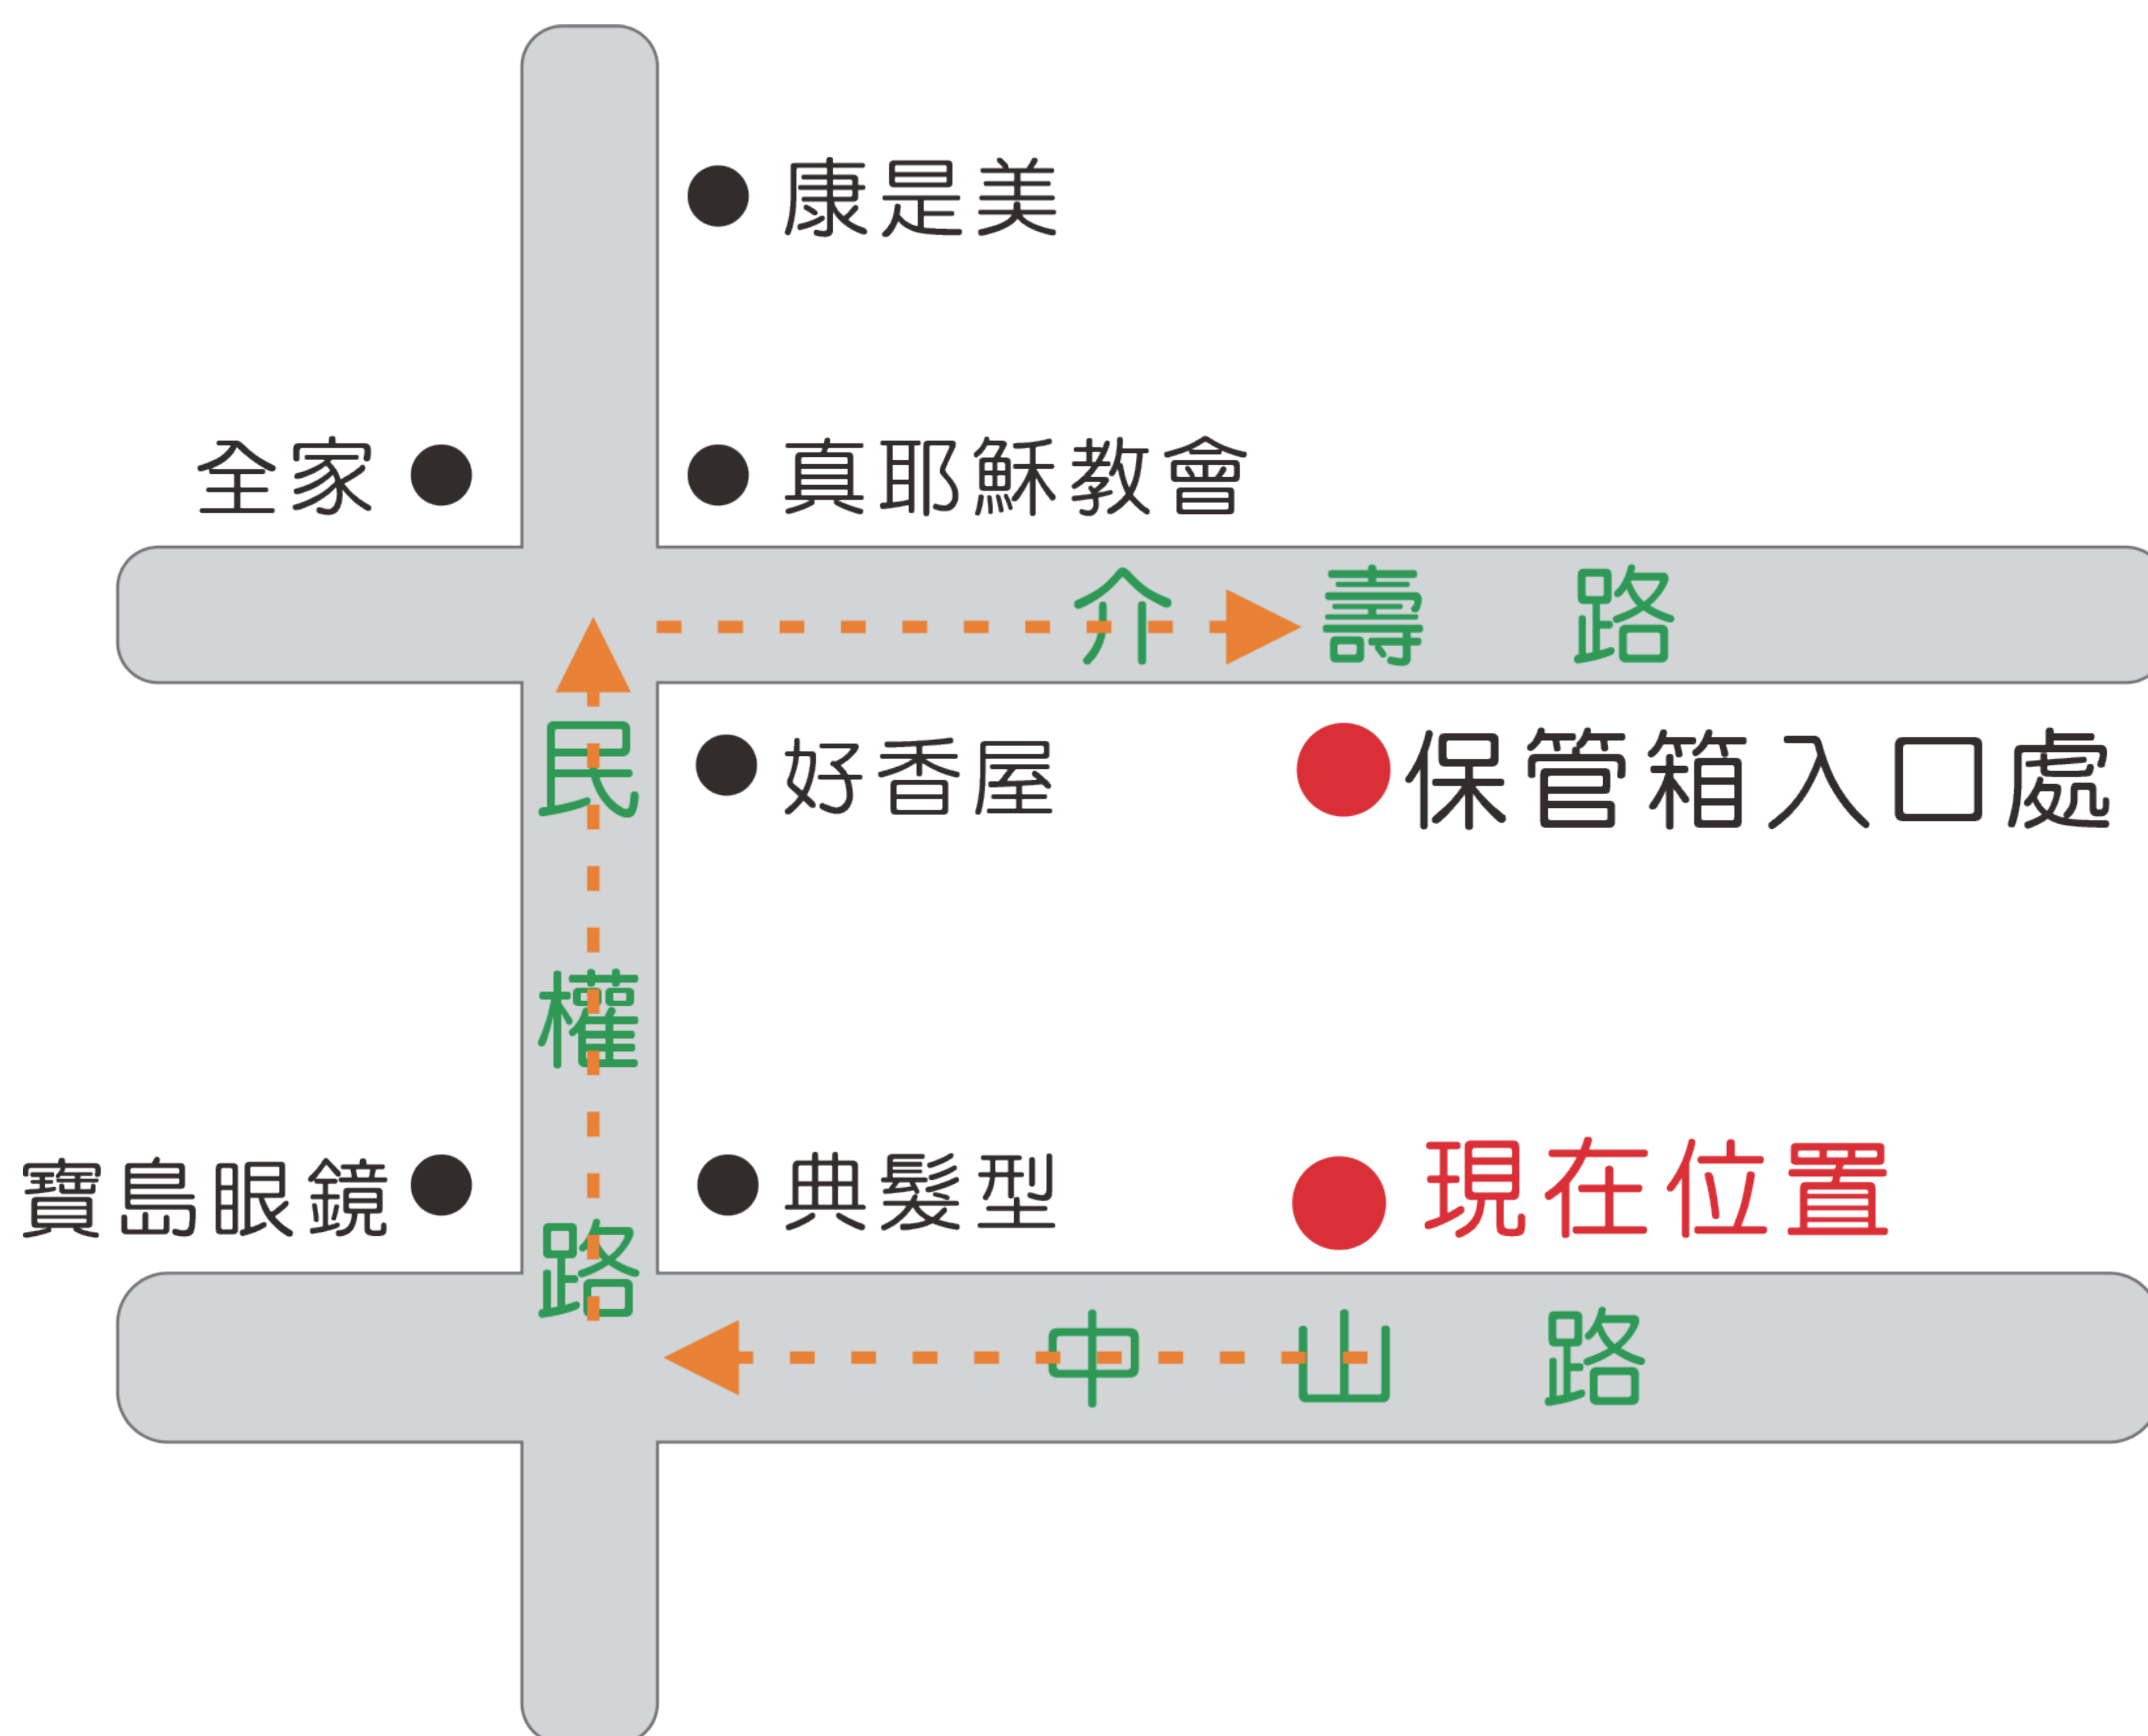 康是美
全家
真耶穌教會
介壽路
好香屋
保管箱入口處
民權路
寶島眼鏡
典髮型
現在位置
中山路